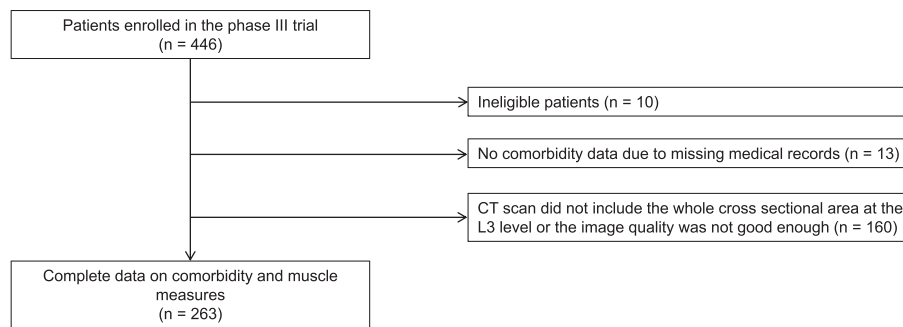 Patients enrolled in the phase III trial
(n = 446)
Ineligible patients (n = 10)
No comorbidity data due to missing medical records (n = 13)
CT scan did not include the whole cross sectional area at the
L3 level or the image quality was not good enough (n = 160)
Complete data on comorbidity and muscle
measures
(n = 263)